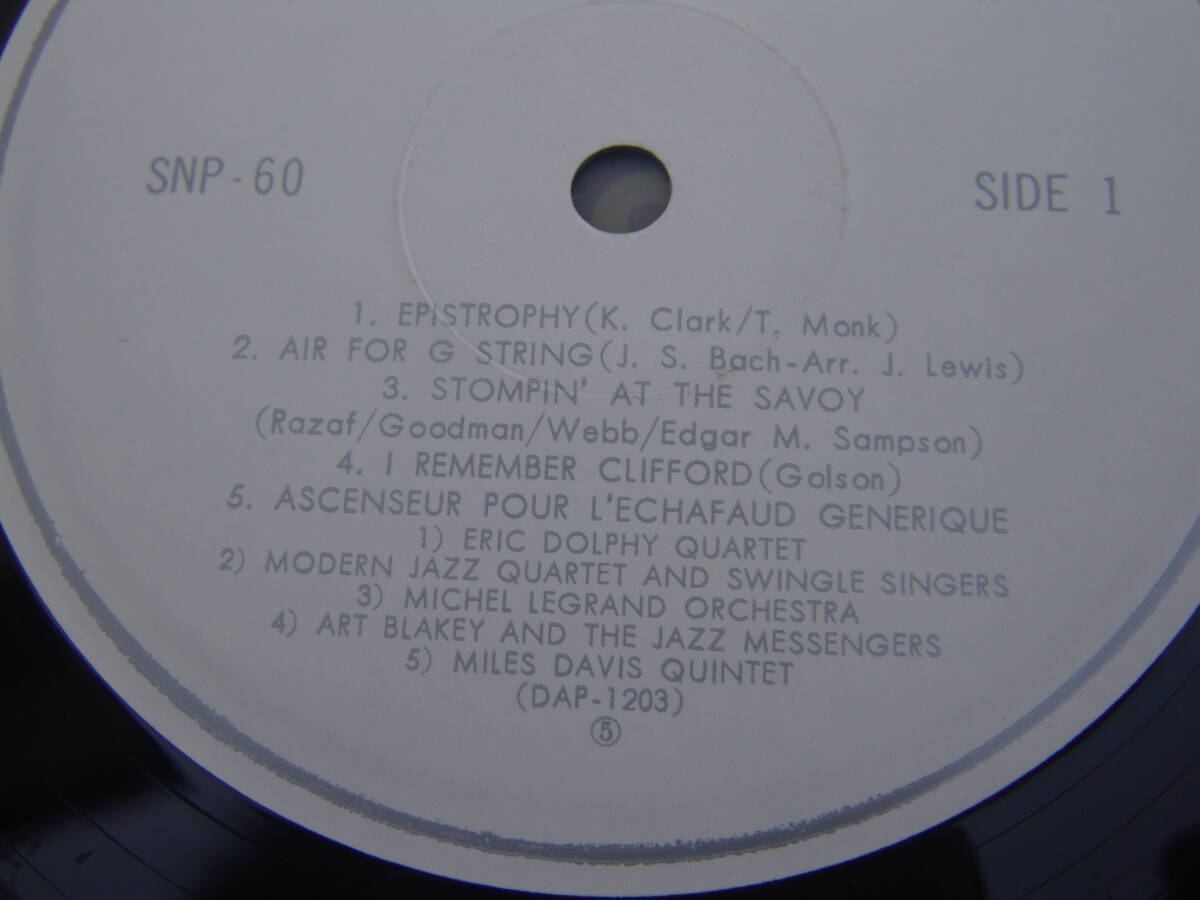 SNP-60
SIDE 1
1. EPISTROPHY(K. Clark/T. Monk)
2. AIR FOR G STRING(J. S. Bach-Arr. J. Lewis)
3. STOMPIN' AT THE SAVOY
(Razaf/Goodman/Webb/Edgar M. Sampson)
4. I REMEMBER CLIFFORD(Golson)
5. ASCENSEUR POUR L'ECHAFAUD GENERIQUE
1) ERIC DOLPHY QUARTET
2) MODERN JAZZ QUARTET AND SWINGLE SINGERS
3) MICHEL LEGRAND ORCHESTRA
4) ART BLAKEY AND THE JAZZ MESSENGERS
5) MILES DAVIS QUINTET
(DAP-1203)
⑤